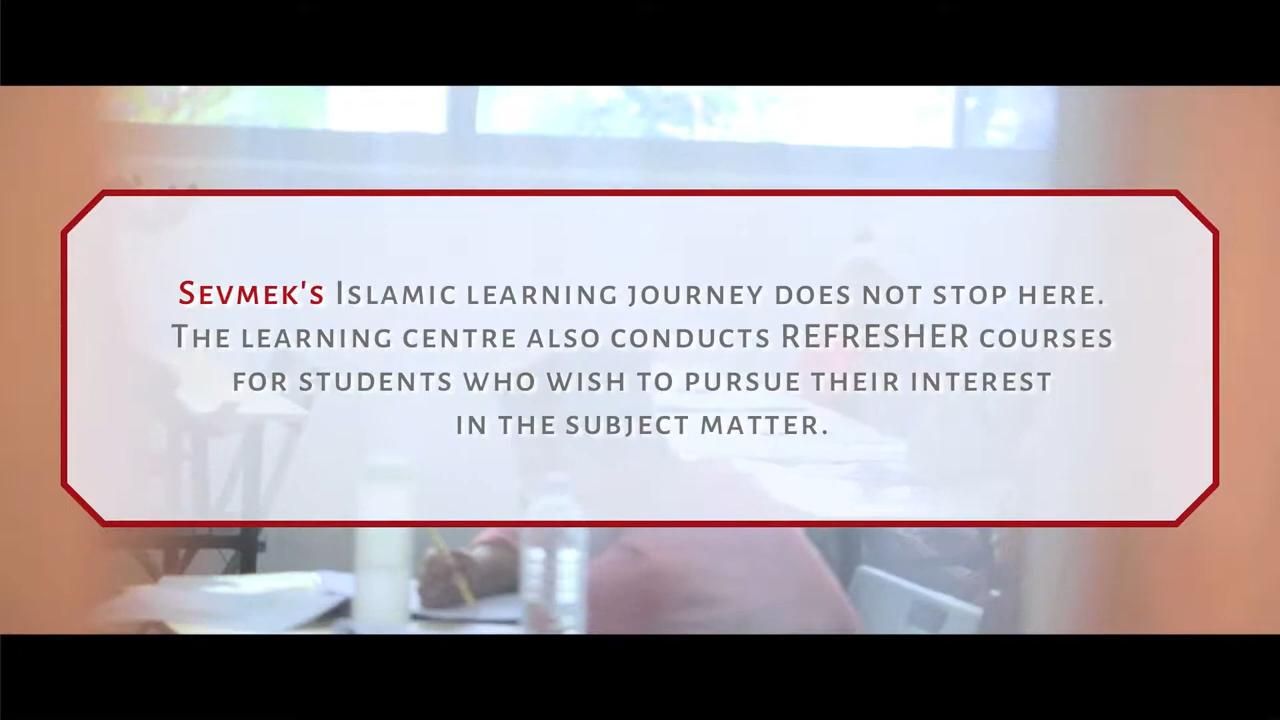 Sevmek's Islamic learning journey does not stop here.
The learning centre also conducts REFRESHER courses
for students who wish to pursue their interest
in the subject matter.